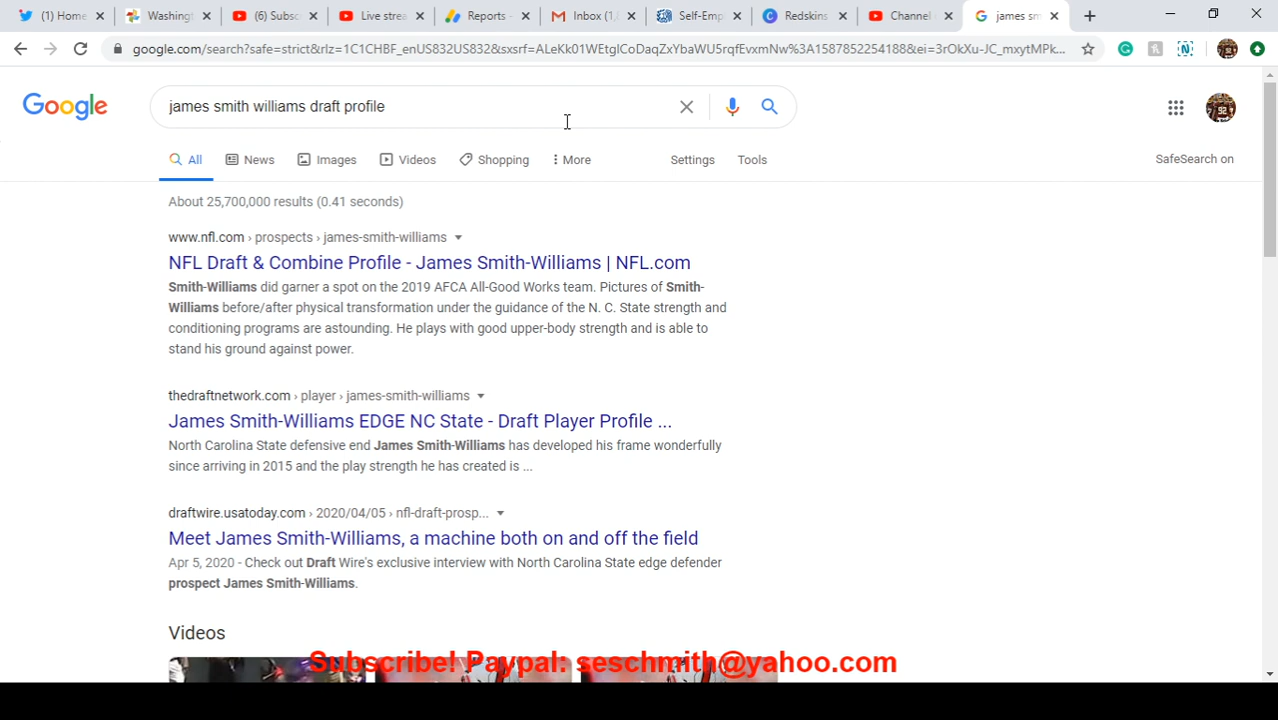 (1) Home
Washingt
(6) Subsc
Live strea
Reports -
Inbox (1,
Self-Emp
Redskins
Channel
james sm
google.com/search?safe=strict&rlz=1C1CHBF_enUS832US832&sxsrf=ALeKk01WEtgICoDaqZxYbaWU5rqfEvxmNw%3A1587852254188&ei=3rOkXu-JC_mxytMPk...
Google
james smith williams draft profile
All News Images Videos Shopping More Settings Tools
SafeSearch on
About 25,700,000 results (0.41 seconds)
www.nfl.com › prospects › james-smith-williams
NFL Draft & Combine Profile - James Smith-Williams | NFL.com
Smith-Williams did garner a spot on the 2019 AFCA All-Good Works team. Pictures of Smith-
Williams before/after physical transformation under the guidance of the N. C. State strength and
conditioning programs are astounding. He plays with good upper-body strength and is able to
stand his ground against power.
thedraftnetwork.com › player › james-smith-williams
James Smith-Williams EDGE NC State - Draft Player Profile ...
North Carolina State defensive end James Smith-Williams has developed his frame wonderfully
since arriving in 2015 and the play strength he has created is ...
draftwire.usatoday.com › 2020/04/05 › nfl-draft-prosp...
Meet James Smith-Williams, a machine both on and off the field
Apr 5, 2020 - Check out Draft Wire's exclusive interview with North Carolina State edge defender
prospect James Smith-Williams.
Videos
Subscribe! Paypal: seschmith@yahoo.com